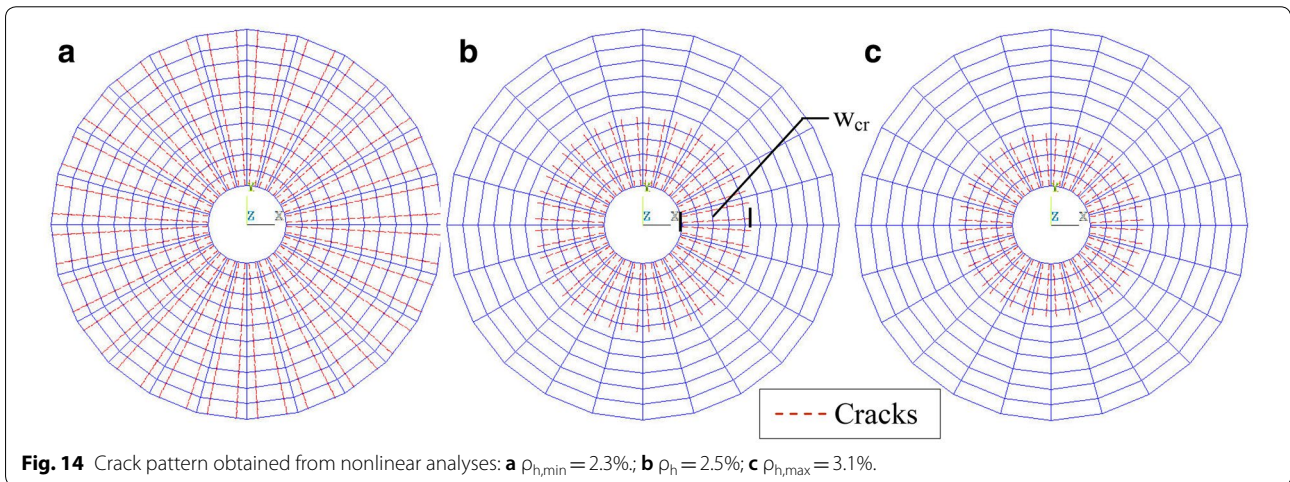 a
b
c
W_cr
Z
X
Z
X
Z
X
Cracks
Fig. 14 Crack pattern obtained from nonlinear analyses: a ρh,min = 2.3%.; b ρh = 2.5%; c ρh,max = 3.1%.